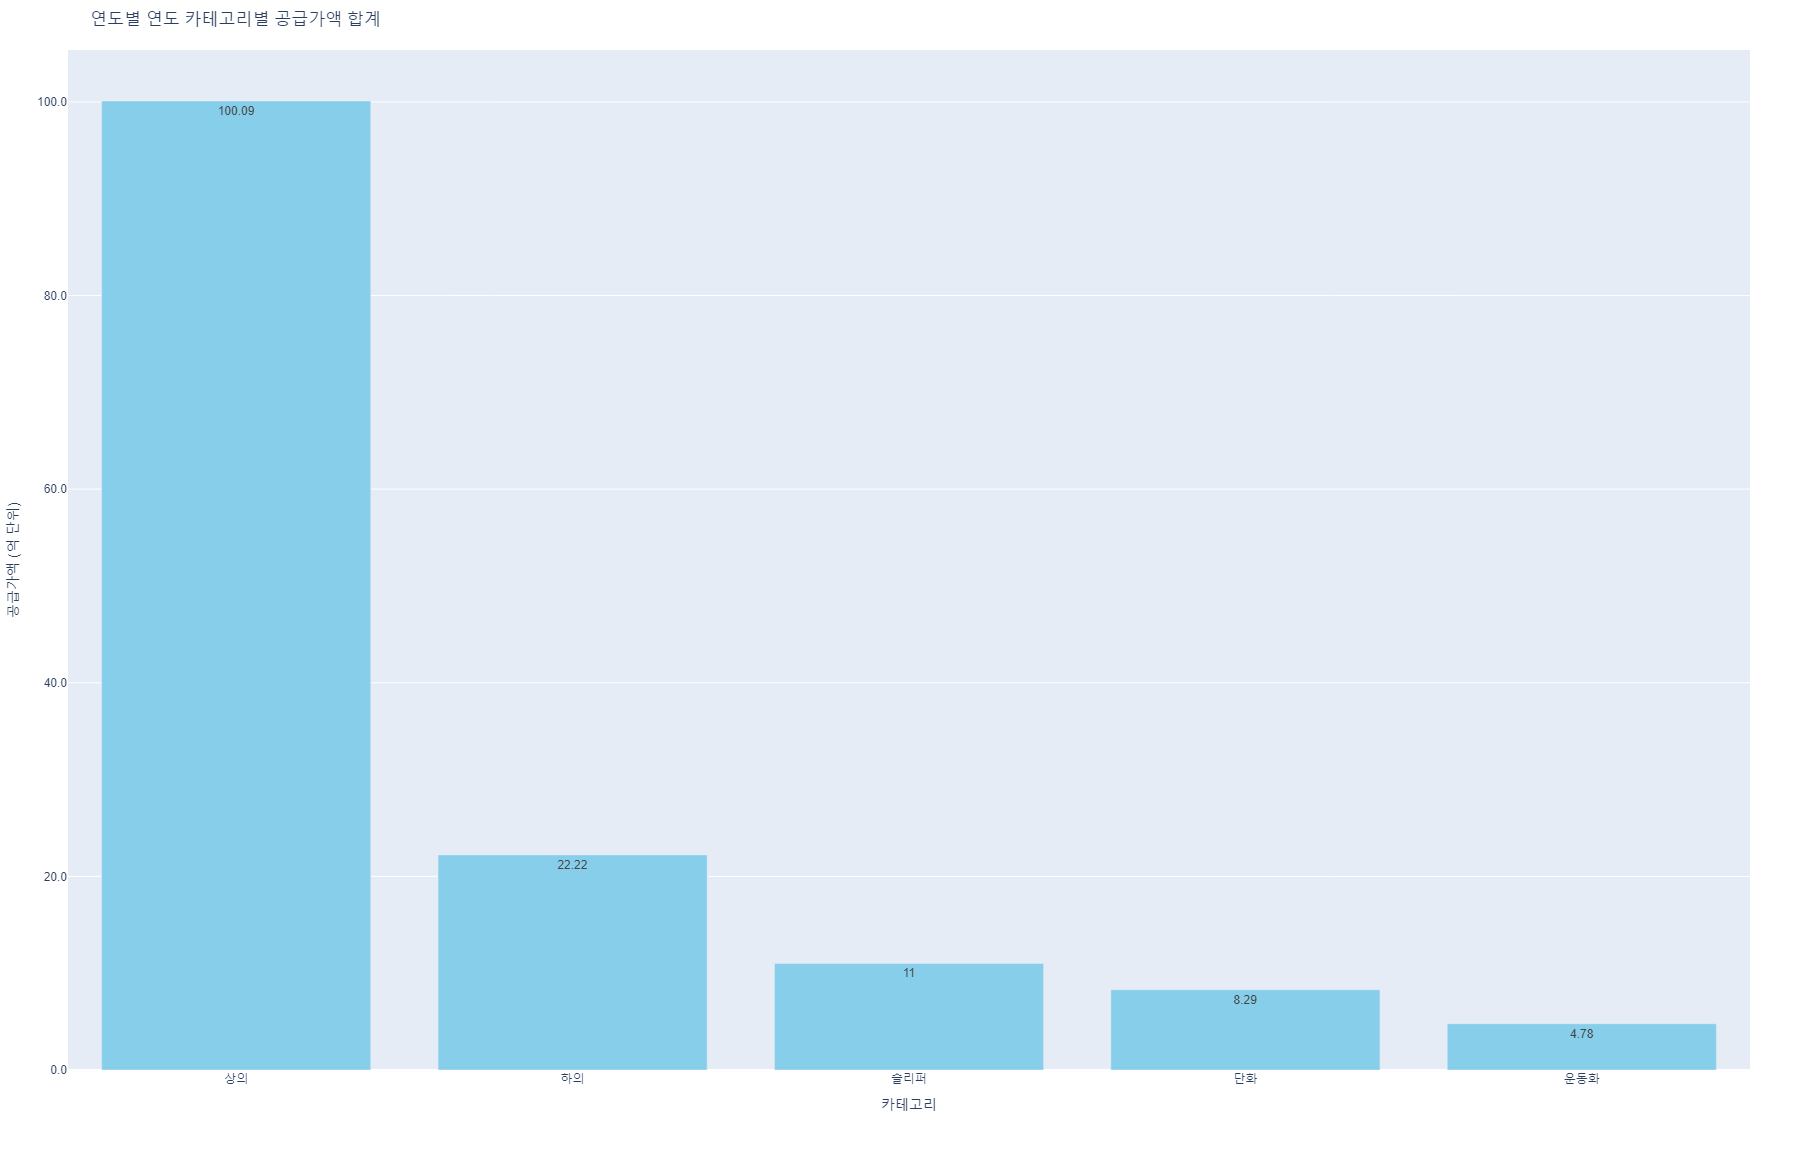 연도별 연도 카테고리별 공급가액 합계
공급가액 (억 단위)
100.0
80.0
60.0
40.0
20.0
0.0
100.09
22.22
11
8.29
4.78
상의
하의
슬리퍼
단화
운동화
카테고리